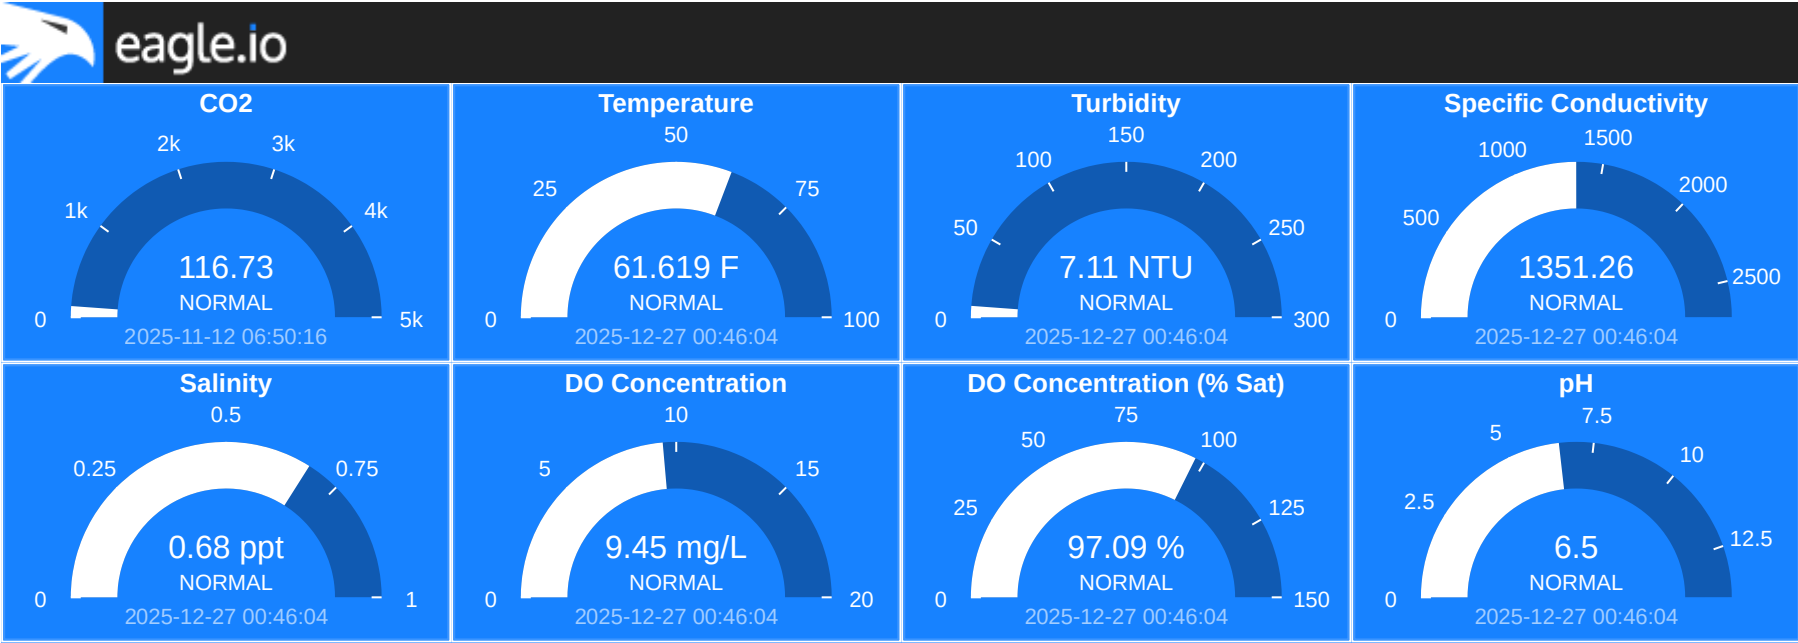 eagle.io
CO2
2k 3k
1k 4k
116.73
NORMAL
0 5k
2025-11-12 06:50:16
Temperature
50
25 75
61.619 F
NORMAL
0 100
2025-12-27 00:46:04
Turbidity
150
100 200
50 250
7.11 NTU
NORMAL
0 300
2025-12-27 00:46:04
Specific Conductivity
1000 1500
500 2000
1351.26
2500
NORMAL
0
2025-12-27 00:46:04
Salinity
0.5
0.25 0.75
0.68 ppt
NORMAL
0 1
2025-12-27 00:46:04
DO Concentration
10
5 15
9.45 mg/L
NORMAL
0 20
2025-12-27 00:46:04
DO Concentration (% Sat)
75
50 100
25 125
97.09 %
NORMAL
0 150
2025-12-27 00:46:04
pH
5 7.5
10
2.5
12.5
6.5
NORMAL
0
2025-12-27 00:46:04